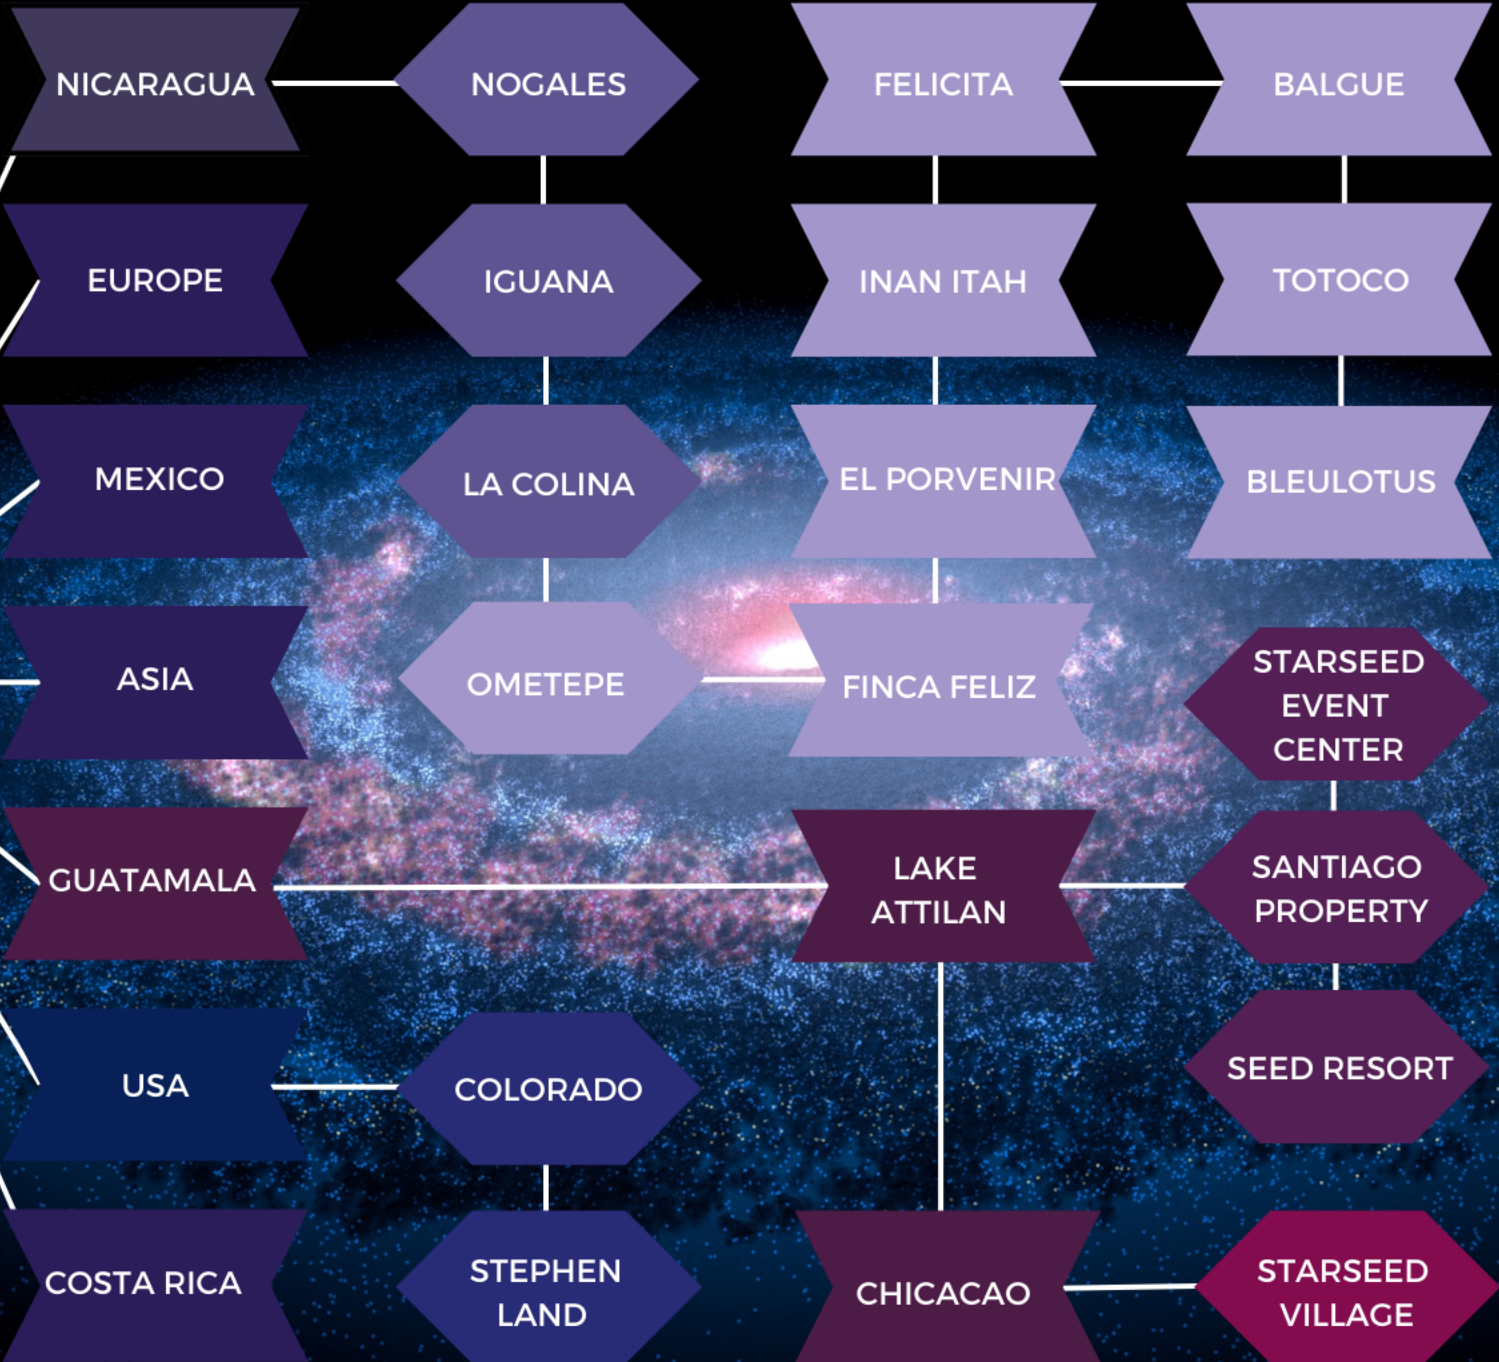 NICARAGUA
NOGALES
FELICITA
BALGUE
EUROPE
IGUANA
INAN ITAH
TOTOCO
MEXICO
LA COLINA
EL PORVENIR
BLEULOTUS
ASIA
OMETEPE
FINCA FELIZ
STARSEED
EVENT
CENTER
GUATAMALA
LAKE
ATTILAN
SANTIAGO
PROPERTY
USA
COLORADO
SEED RESORT
COSTA RICA
STEPHEN
LAND
CHICACAO
STARSEED
VILLAGE